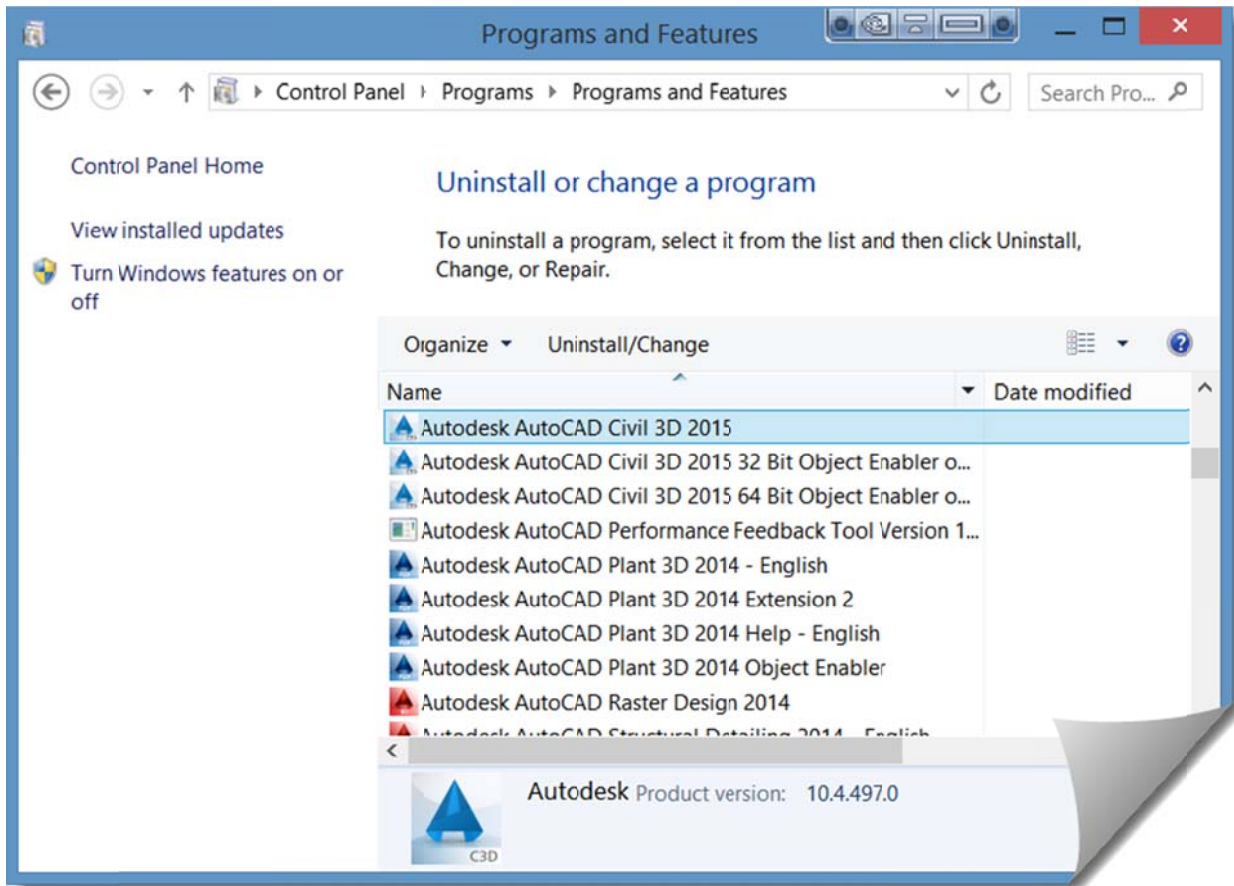 Programs and Features
Control Panel Programs Programs and Features
Search Pro...
Control Panel Home
View installed updates
Turn Windows features on or
off
Uninstall or change a program
To uninstall a program, select it from the list and then click Uninstall,
Change, or Repair.
Organize Uninstall/Change
Name Date modified
Autodesk AutoCAD Civil 3D 2015
Autodesk AutoCAD Civil 3D 2015 32 Bit Object Enabler o...
Autodesk AutoCAD Civil 3D 2015 64 Bit Object Enabler o...
Autodesk AutoCAD Performance Feedback Tool Version 1...
Autodesk AutoCAD Plant 3D 2014 - English
Autodesk AutoCAD Plant 3D 2014 Extension 2
Autodesk AutoCAD Plant 3D 2014 Help - English
Autodesk AutoCAD Plant 3D 2014 Object Enabler
Autodesk AutoCAD Raster Design 2014
Autodesk AutoCAD Structural Detailing 2014 - English
Autodesk Product version: 10.4.497.0
C3D